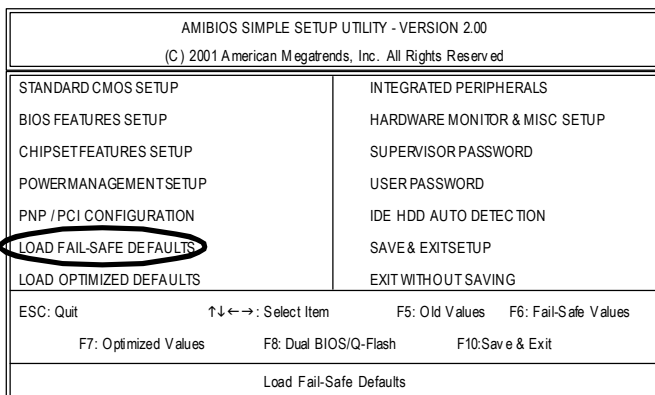 AMIBIOS SIMPLE SETUP UTILITY - VERSION 2.00
(C) 2001 American Megatrends, Inc. All Rights Reserved
STANDARD CMOS SETUP
BIOS FEATURES SETUP
CHIPSET FEATURES SETUP
POWER MANAGEMENT SETUP
PNP / PCI CONFIGURATION
LOAD FAIL-SAFE DEFAULTS
LOAD OPTIMIZED DEFAULTS
INTEGRATED PERIPHERALS
HARDWARE MONITOR & MISC SETUP
SUPERVISOR PASSWORD
USER PASSWORD
IDE HDD AUTO DETECTION
SAVE & EXIT SETUP
EXIT WITHOUT SAVING
ESC: Quit ↑↓←→: Select Item F5: Old Values F6: Fail-Safe Values
F7: Optimized Values F8: Dual BIOS/Q-Flash F10:Save & Exit
Load Fail-Safe Defaults